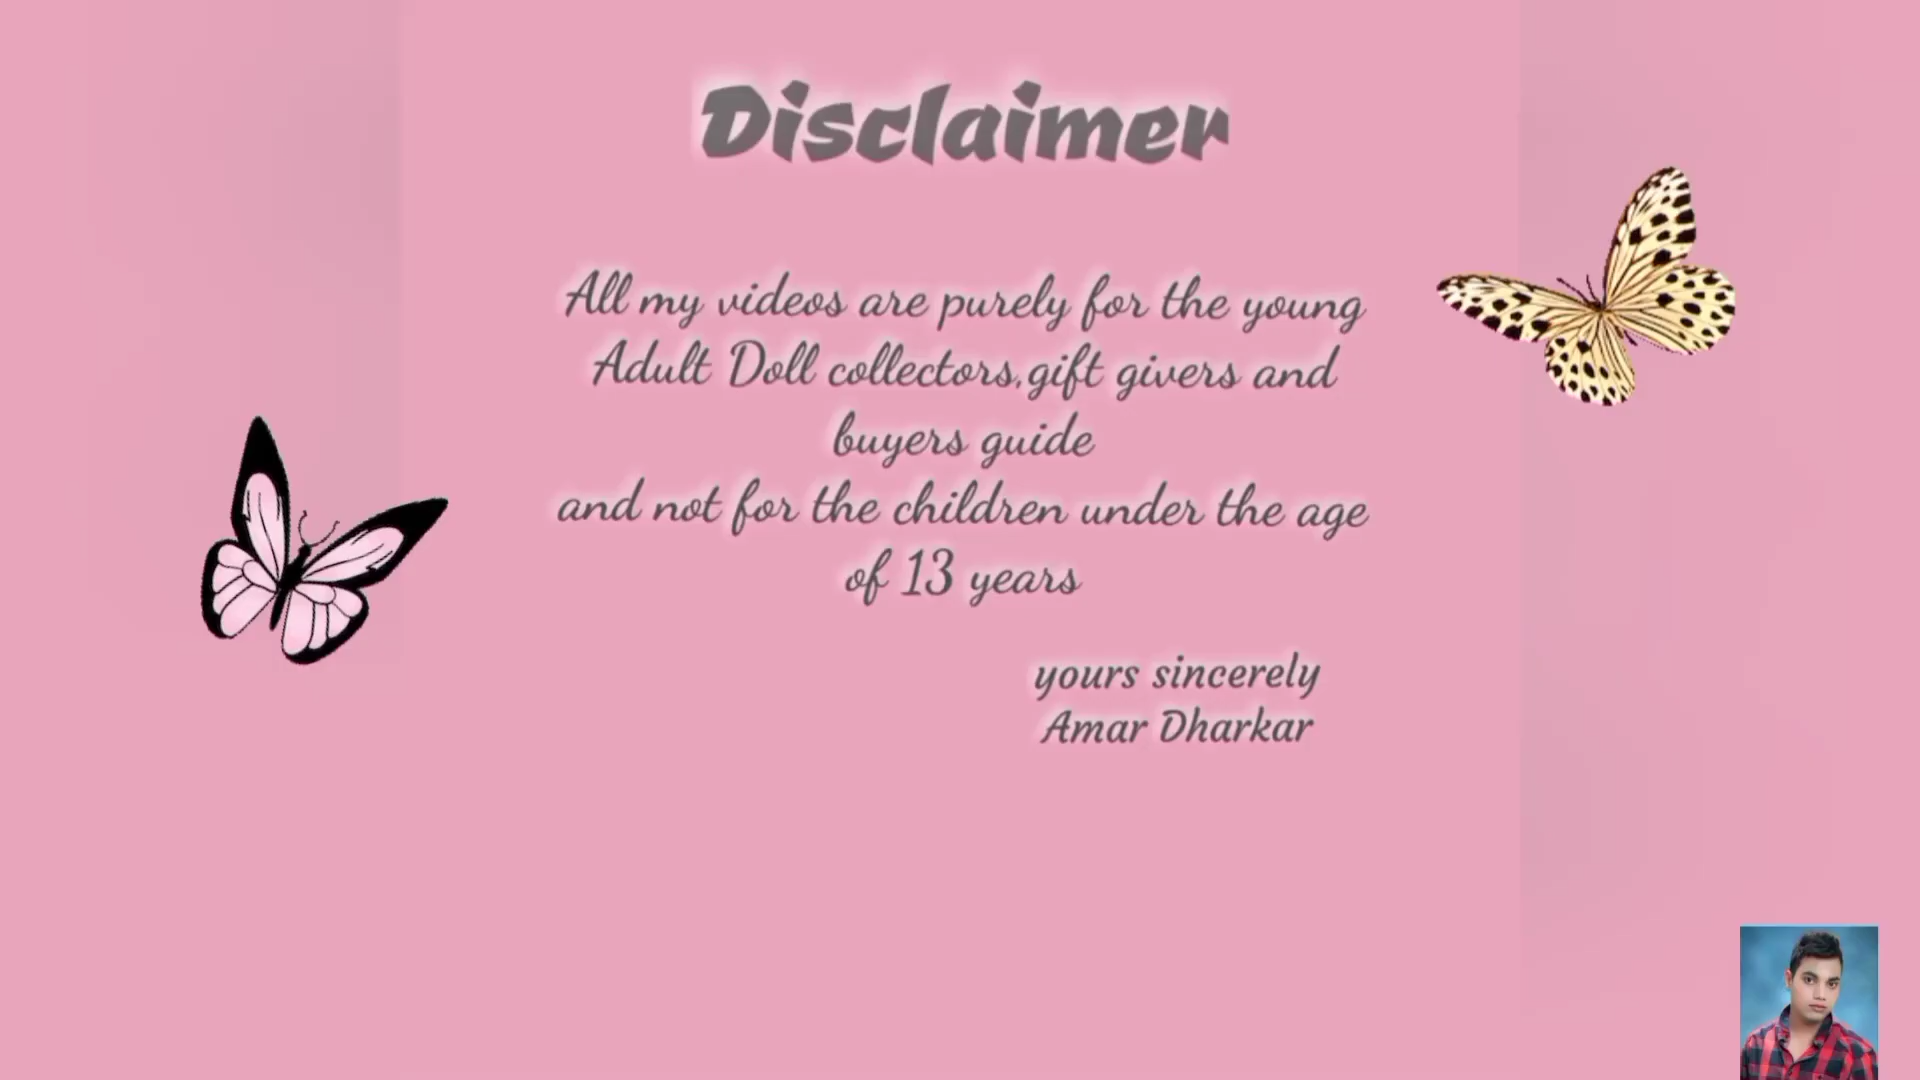 Disclaimer
All my videos are purely for the young
Adult Doll collectors,gift givers and
buyers guide
and not for the children under the age
of 13 years
yours sincerely
Amar Dharkar